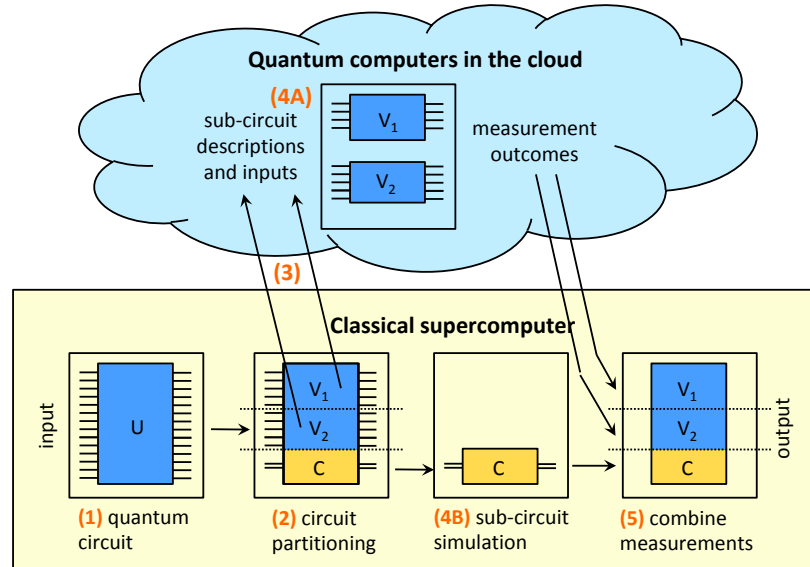 Quantum computers in the cloud
(4A)
sub-circuit
descriptions
and inputs
V1
V2
measurement
outcomes
(3)
Classical supercomputer
input
U
V1
V2
C
C
V1
V2
C
output
(1) quantum
circuit
(2) circuit
partitioning
(4B) sub-circuit
simulation
(5) combine
measurements